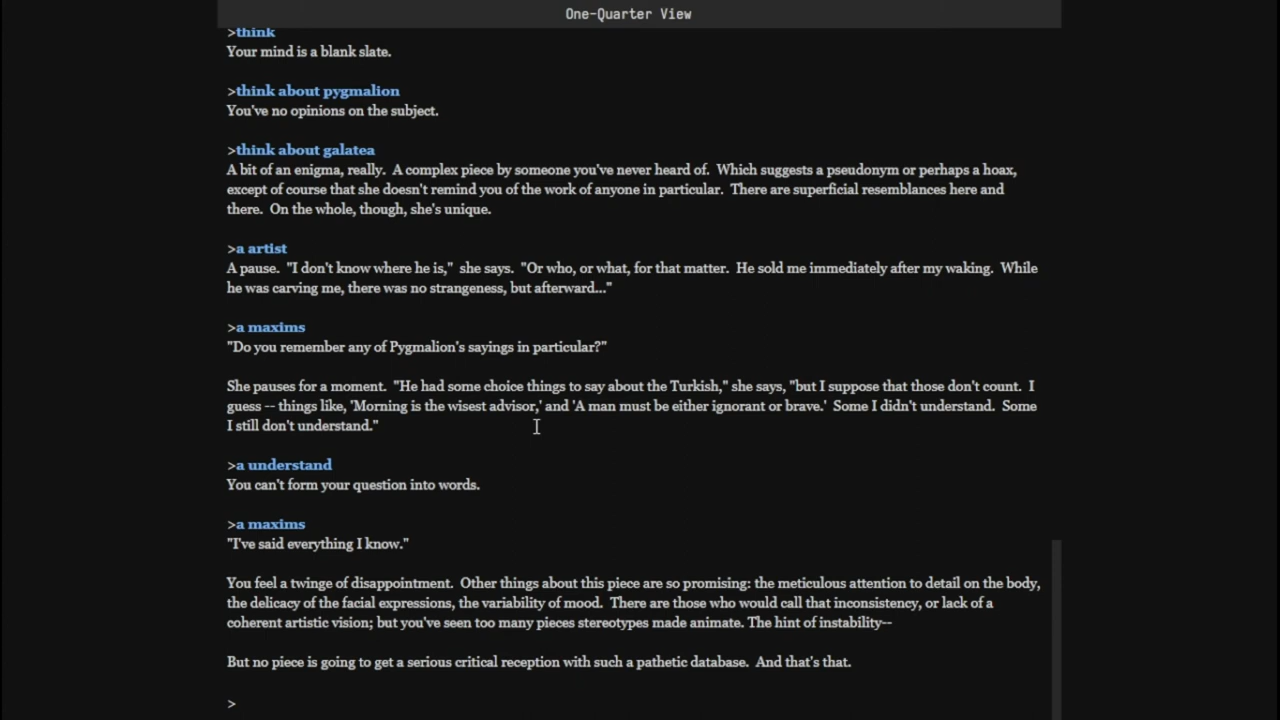 One-Quarter View
>think
Your mind is a blank slate.
>think about pygmalion
You've no opinions on the subject.
>think about galatea
A bit of an enigma, really.  A complex piece by someone you've never heard of.  Which suggests a pseudonym or perhaps a hoax,
except of course that she doesn't remind you of the work of anyone in particular.  There are superficial resemblances here and
there.  On the whole, though, she's unique.
>a artist
A pause.  "I don't know where he is,"  she says.  "Or who, or what, for that matter.  He sold me immediately after my waking.  While
he was carving me, there was no strangeness, but afterward..."
>a maxims
"Do you remember any of Pygmalion's sayings in particular?"
She pauses for a moment.  "He had some choice things to say about the Turkish," she says, "but I suppose that those don't count.  I
guess -- things like, 'Morning is the wisest advisor,' and 'A man must be either ignorant or brave.'  Some I didn't understand.  Some
I still don't understand."
>a understand
You can't form your question into words.
>a maxims
"I've said everything I know."
You feel a twinge of disappointment.  Other things about this piece are so promising: the meticulous attention to detail on the body,
the delicacy of the facial expressions, the variability of mood.  There are those who would call that inconsistency, or lack of a
coherent artistic vision; but you've seen too many pieces stereotypes made animate. The hint of instability--
But no piece is going to get a serious critical reception with such a pathetic database.  And that's that.
>